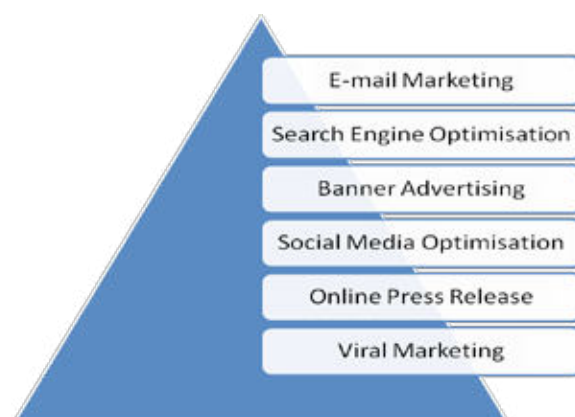 E-mail Marketing
Search Engine Optimisation
Banner Advertising
Social Media Optimisation
Online Press Release
Viral Marketing